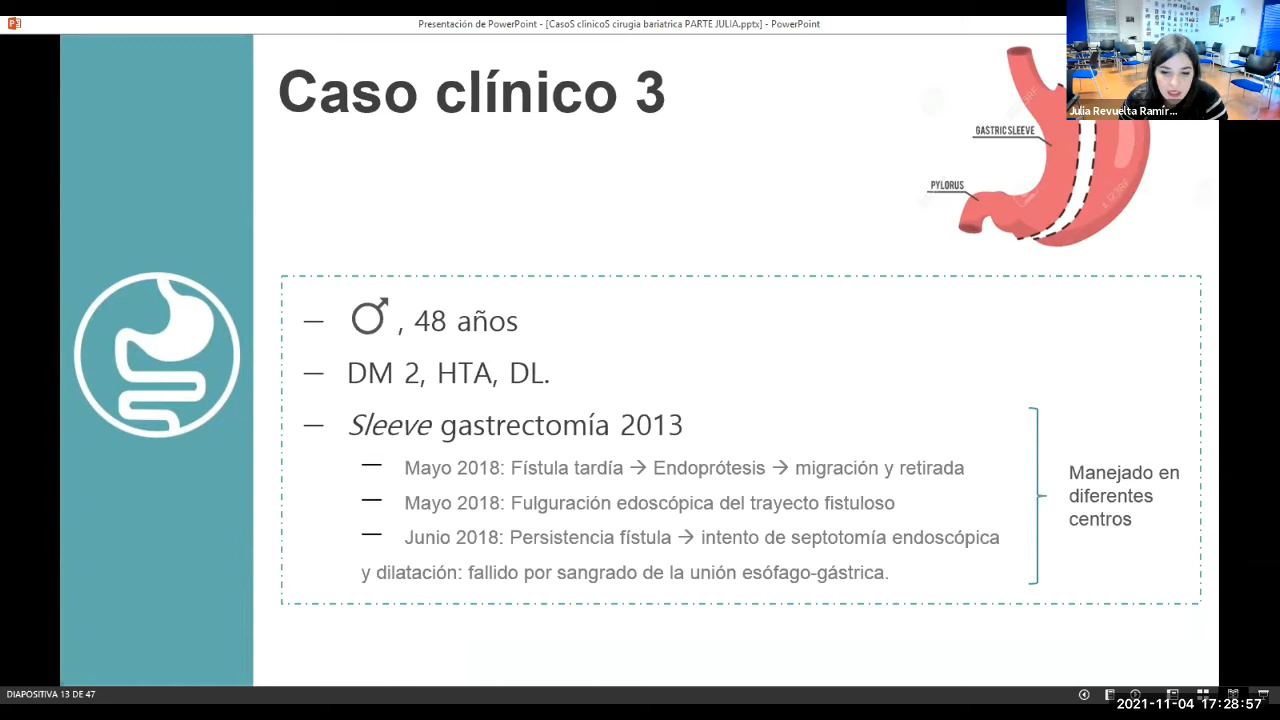 Presentación de PowerPoint - [CasoS clinicoS cirugia bariatrica PARTE JULIA.pptx] - PowerPoint
Julia Revuelta Ramír...
Caso clínico 3
GASTRIC SLEEVE
PYLORUS
— ♂, 48 años
— DM 2, HTA, DL.
— Sleeve gastrectomía 2013
— Mayo 2018: Fístula tardía → Endoprótesis → migración y retirada
— Mayo 2018: Fulguración edoscópica del trayecto fistuloso
— Junio 2018: Persistencia fístula → intento de septotomía endoscópica
y dilatación: fallido por sangrado de la unión esófago-gástrica.
Manejado en
diferentes
centros
DIAPOSITIVA 13 DE 47
2021-11-04 17:28:57